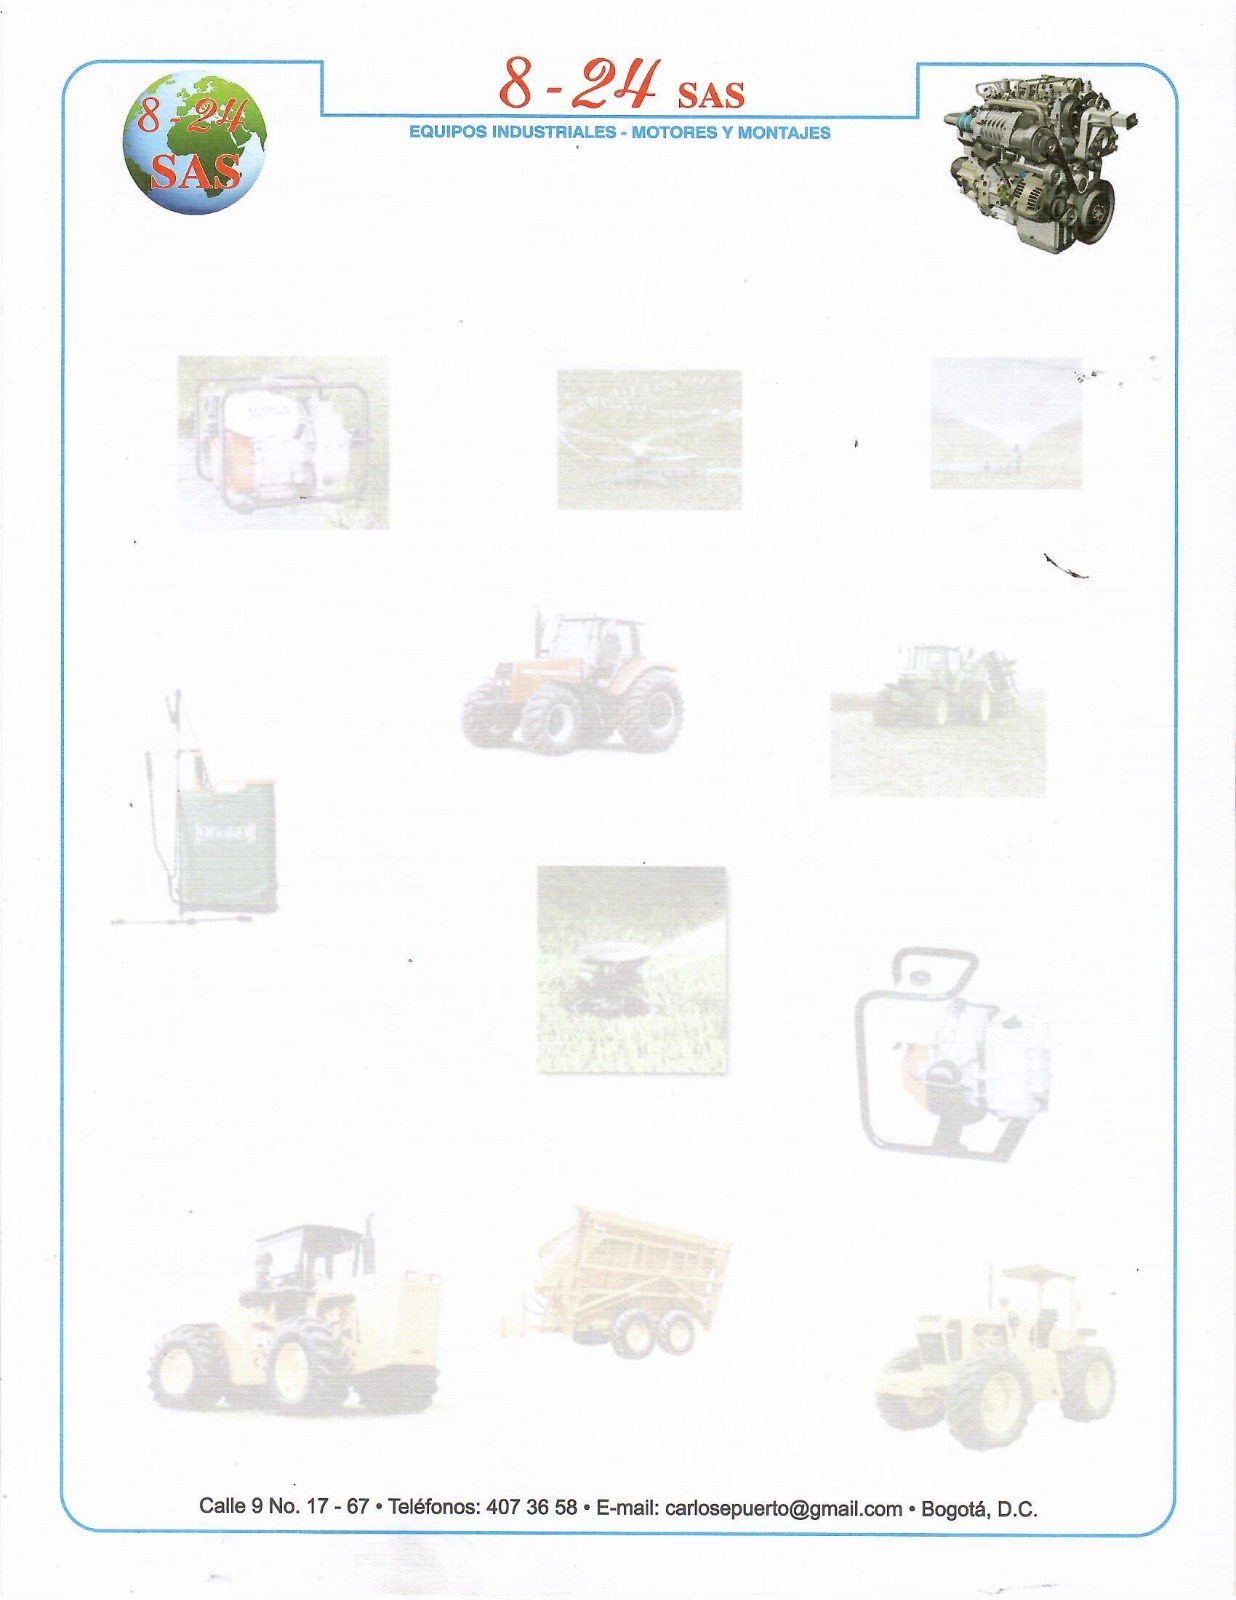 8 - 24 SAS
EQUIPOS INDUSTRIALES - MOTORES Y MONTAJES
8 - 24
SAS
Calle 9 No. 17 - 67 • Teléfonos: 407 36 58 • E-mail: carlosepuerto@gmail.com • Bogotá, D.C.